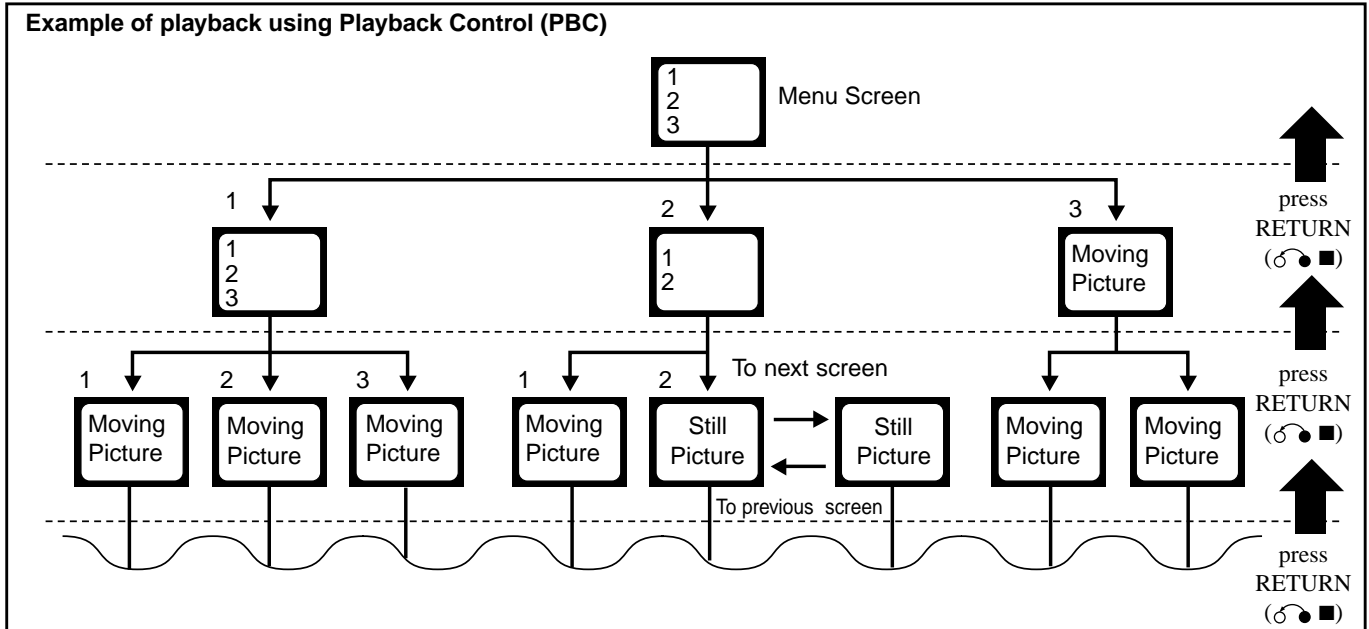 Example of playback using Playback Control (PBC)
1
2
3
Menu Screen
press
RETURN
( ■)
1
2
3
1
2
3
1
2
Moving
Picture
press
RETURN
( ■)
1
2
3
1
2
To next screen
Moving
Picture
Moving
Picture
Moving
Picture
Moving
Picture
Still
Picture
Still
Picture
Moving
Picture
Moving
Picture
To previous screen
press
RETURN
( ■)